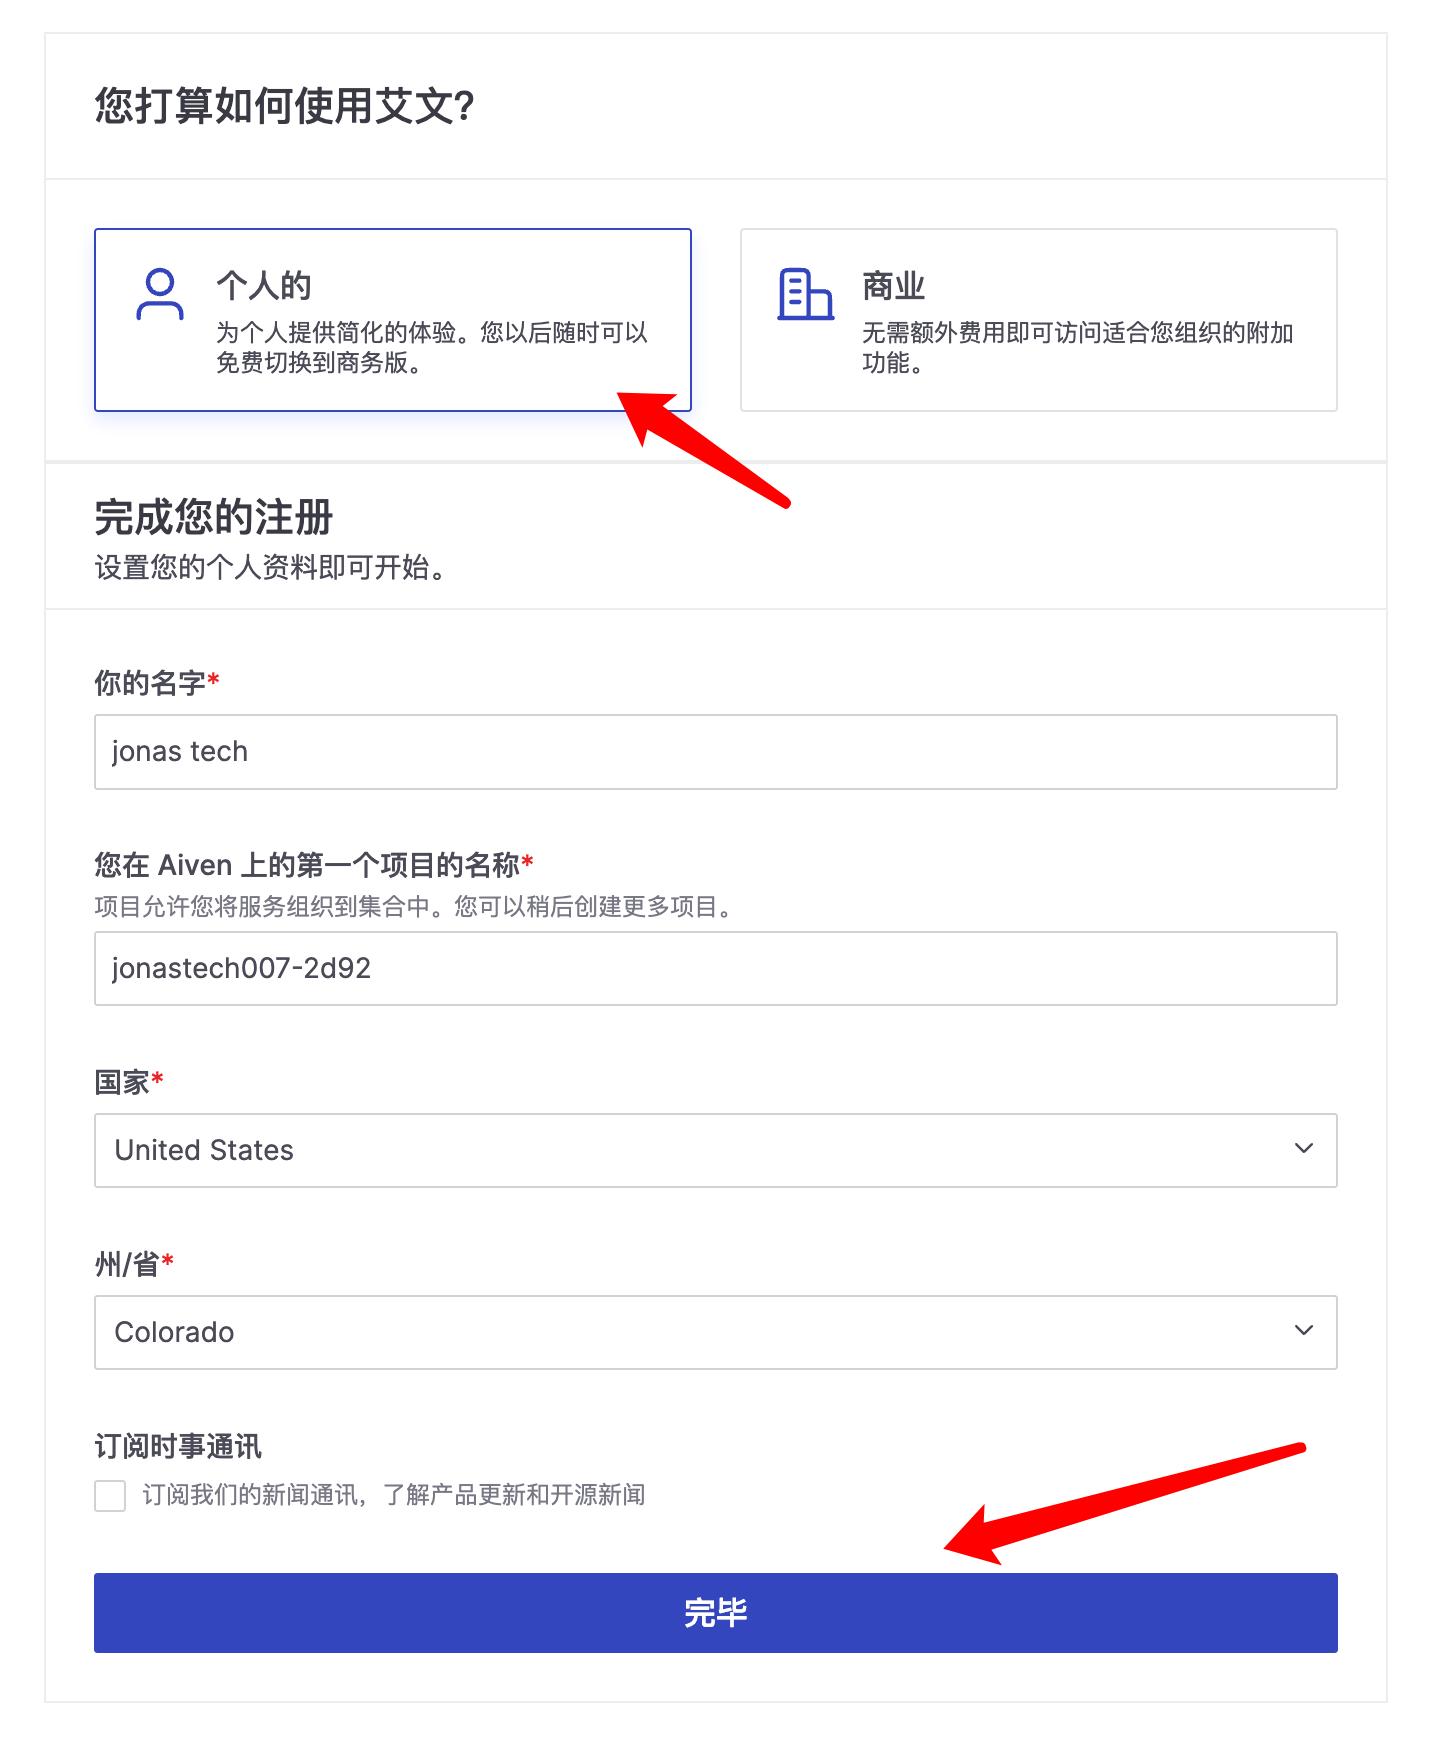 您打算如何使用艾文?
个人的
为个人提供简化的体验。您以后随时可以
免费切换到商务版。
商业
无需额外费用即可访问适合您组织的附加
功能。
完成您的注册
设置您的个人资料即可开始。
你的名字*
jonas tech
您在 Aiven 上的第一个项目的名称*
项目允许您将服务组织到集合中。您可以稍后创建更多项目。
jonastech007-2d92
国家*
United States
州/省*
Colorado
订阅时事通讯
订阅我们的新闻通讯，了解产品更新和开源新闻
完毕